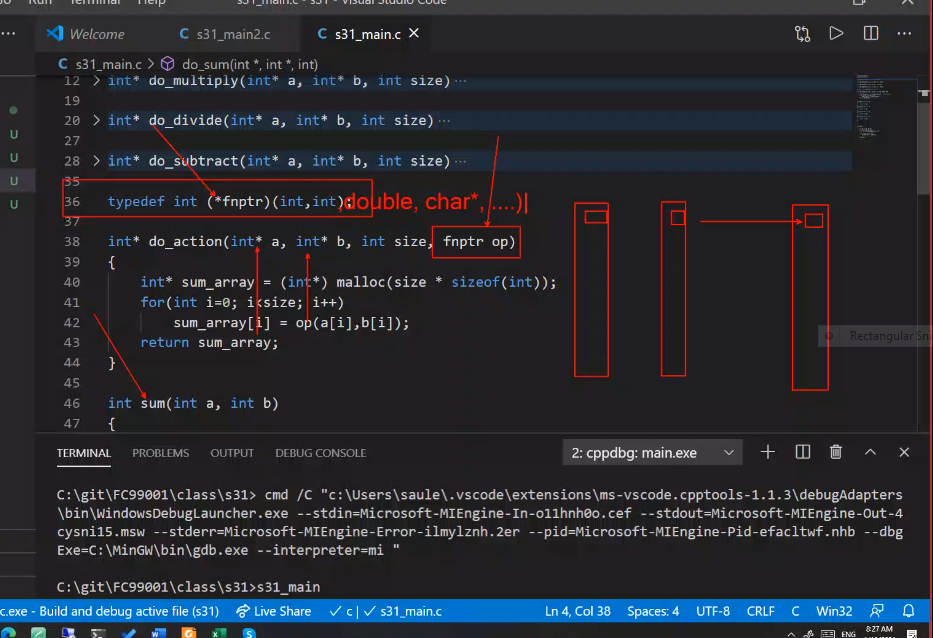 Run Terminal Help s31_main.c - s31 - Visual Studio Code
Welcome C s31_main2.c C s31_main.c
C s31_main.c > do_sum(int *, int *, int)
12 > int* do_multiply(int* a, int* b, int size)...
19
20 > int* do_divide(int* a, int* b, int size)...
27
28 > int* do_subtract(int* a, int* b, int size)...
35
36 typedef int (*fnptr)(int,int);
,double, char*, ....)|
37
38 int* do_action(int* a, int* b, int size, fnptr op)
39 {
40 int* sum_array = (int*) malloc(size * sizeof(int));
41 for(int i=0; i<size; i++)
42 sum_array[i] = op(a[i],b[i]);
43 return sum_array;
44 }
45
46 int sum(int a, int b)
47 {
U
U
U
U
Rectangular Sn
TERMINAL PROBLEMS OUTPUT DEBUG CONSOLE 2: cppdbg: main.exe
C:\git\FC99001\class\s31> cmd /C "c:\Users\saule\.vscode\extensions\ms-vscode.cpptools-1.1.3\debugAdapters
\bin\WindowsDebugLauncher.exe --stdin=Microsoft-MIEngine-In-o11hnh0o.cef --stdout=Microsoft-MIEngine-Out-4
cysni15.msw --stderr=Microsoft-MIEngine-Error-ilmylznh.2er --pid=Microsoft-MIEngine-Pid-efacltwf.nhb --dbg
Exe=C:\MinGW\bin\gdb.exe --interpreter=mi "
C:\git\FC99001\class\s31>s31_main
c.exe - Build and debug active file (s31) Live Share ✓ c | ✓ s31_main.c Ln 4, Col 38 Spaces: 4 UTF-8 CRLF C Win32
ENG 8:27 AM